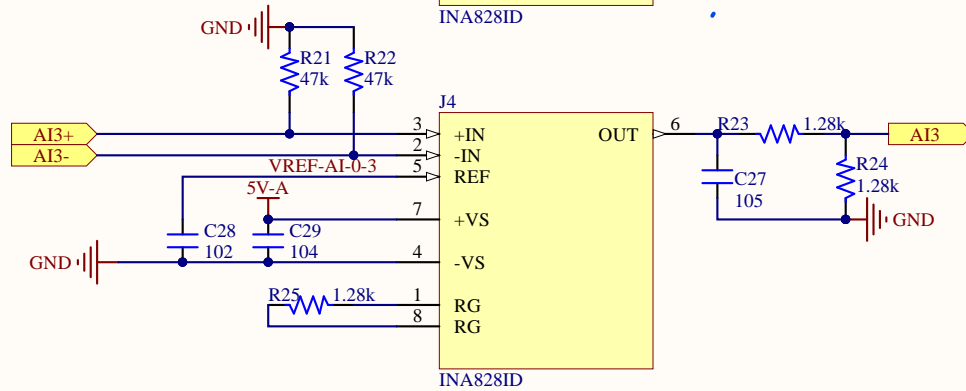 INA828ID
GND
R21
47k
R22
47k
J4
AI3+
AI3-
3
+IN
2
-IN
5
REF
VREF-AI-0-3
5V-A
7
+VS
4
-VS
1
RG
8
RG
OUT
6
R23
1.28k
AI3
R24
1.28k
C27
105
GND
C28
102
C29
104
GND
R25
1.28k
INA828ID